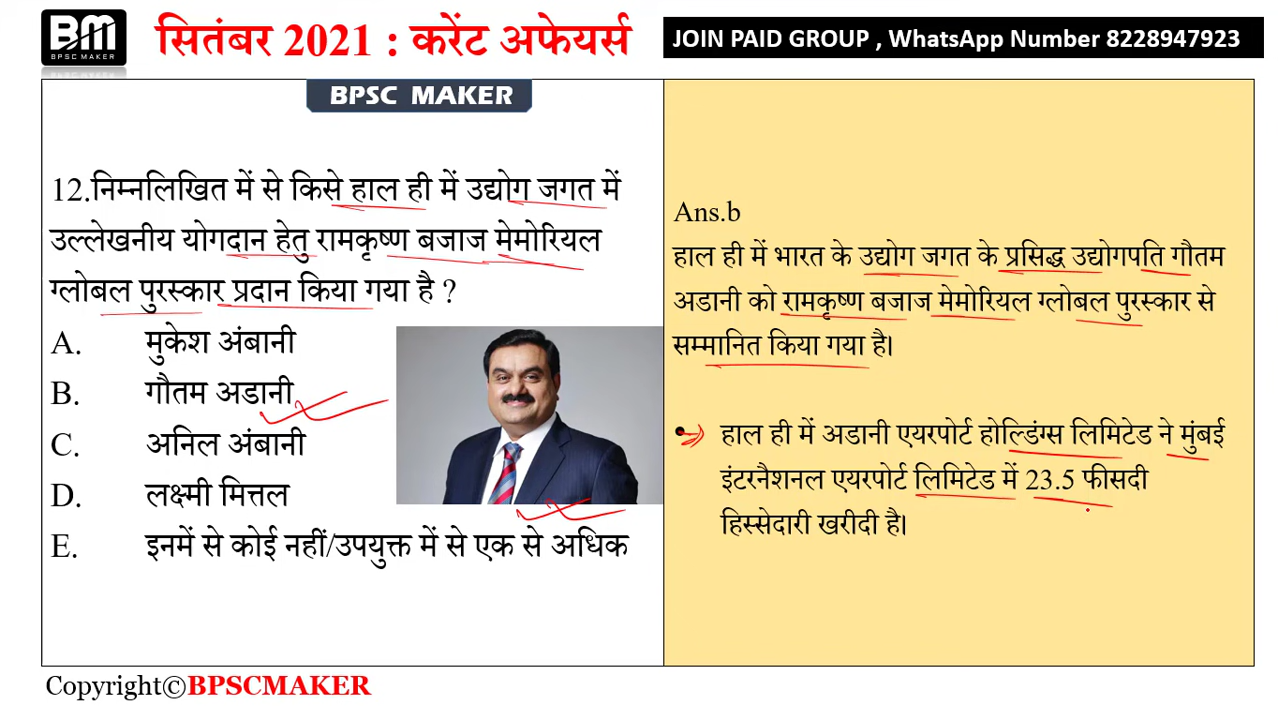 BM
BPSC MAKER
सितंबर 2021 : करेंट अफेयर्स
JOIN PAID GROUP , WhatsApp Number 8228947923
BPSC MAKER
12.निम्नलिखित में से किसे हाल ही में उद्योग जगत में
उल्लेखनीय योगदान हेतु रामकृष्ण बजाज मेमोरियल
ग्लोबल पुरस्कार प्रदान किया गया है ?
A. मुकेश अंबानी
B. गौतम अडानी
C. अनिल अंबानी
D. लक्ष्मी मित्तल
E. इनमें से कोई नहीं/उपयुक्त में से एक से अधिक
Ans.b
हाल ही में भारत के उद्योग जगत के प्रसिद्ध उद्योगपति गौतम
अडानी को रामकृष्ण बजाज मेमोरियल ग्लोबल पुरस्कार से
सम्मानित किया गया है।
हाल ही में अडानी एयरपोर्ट होल्डिंग्स लिमिटेड ने मुंबई
इंटरनैशनल एयरपोर्ट लिमिटेड में 23.5 फीसदी
हिस्सेदारी खरीदी है।
Copyright©BPSCMAKER